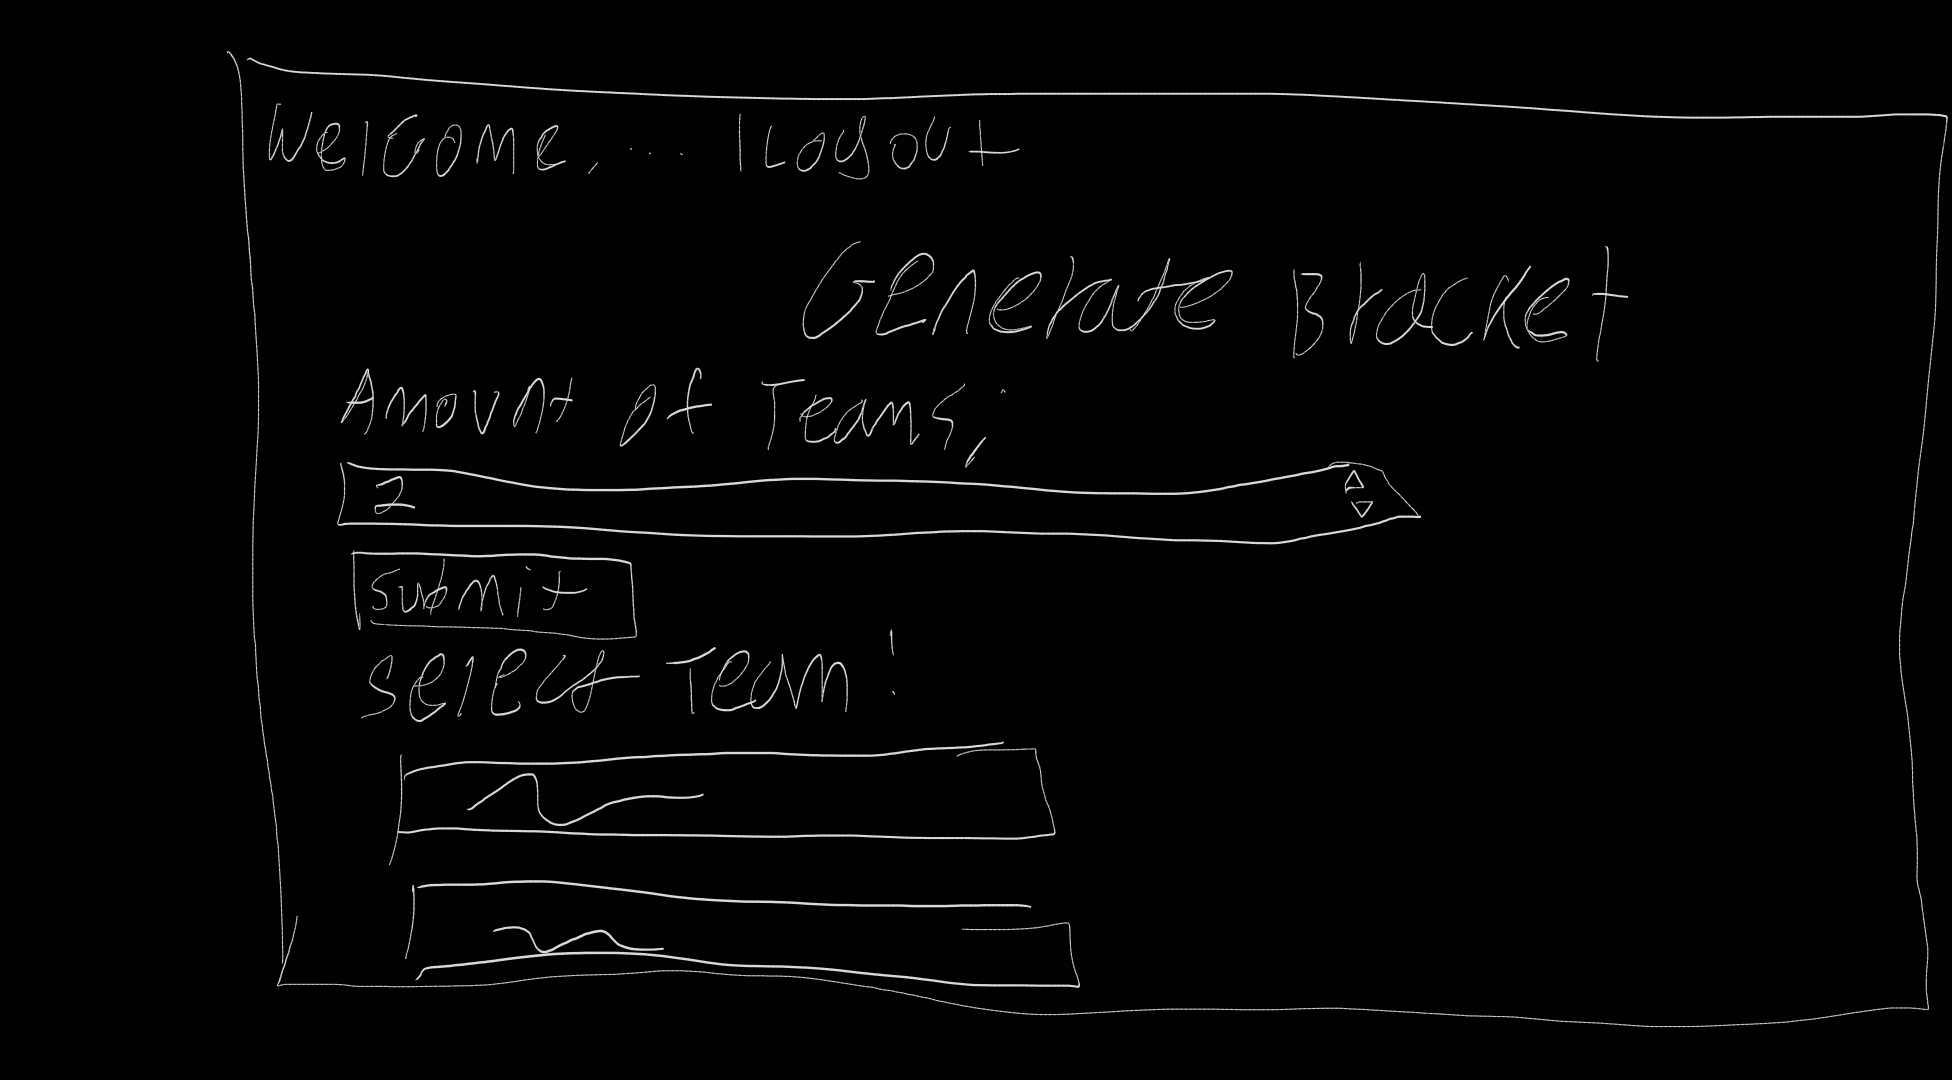 Welcome, ... | Logout
Generate Bracket
Amount of Teams:
2
Submit
Select Team!